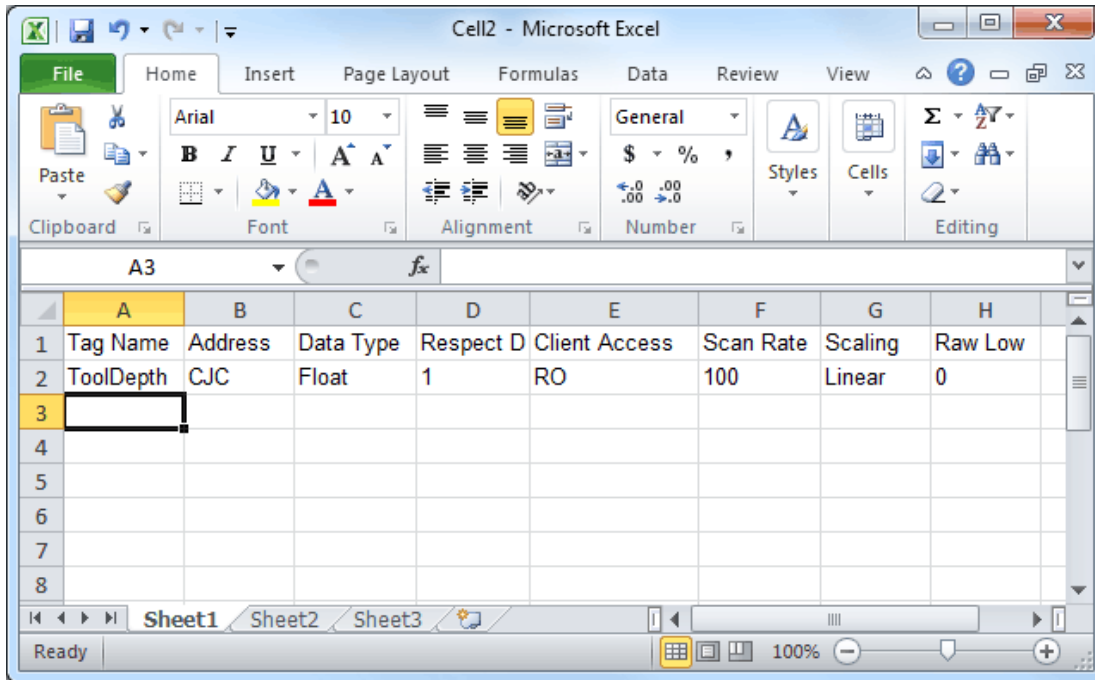 Cell2 - Microsoft Excel
File Home Insert Page Layout Formulas Data Review View
Arial 10 General
B I U A A $ % , Styles Cells
Paste
Clipboard Font Alignment Number Editing
A3 fx
A B C D E F G H
1 Tag Name Address Data Type Respect D Client Access Scan Rate Scaling Raw Low
2 ToolDepth CJC Float 1 RO 100 Linear 0
3
4
5
6
7
8
Sheet1 Sheet2 Sheet3
Ready 100%